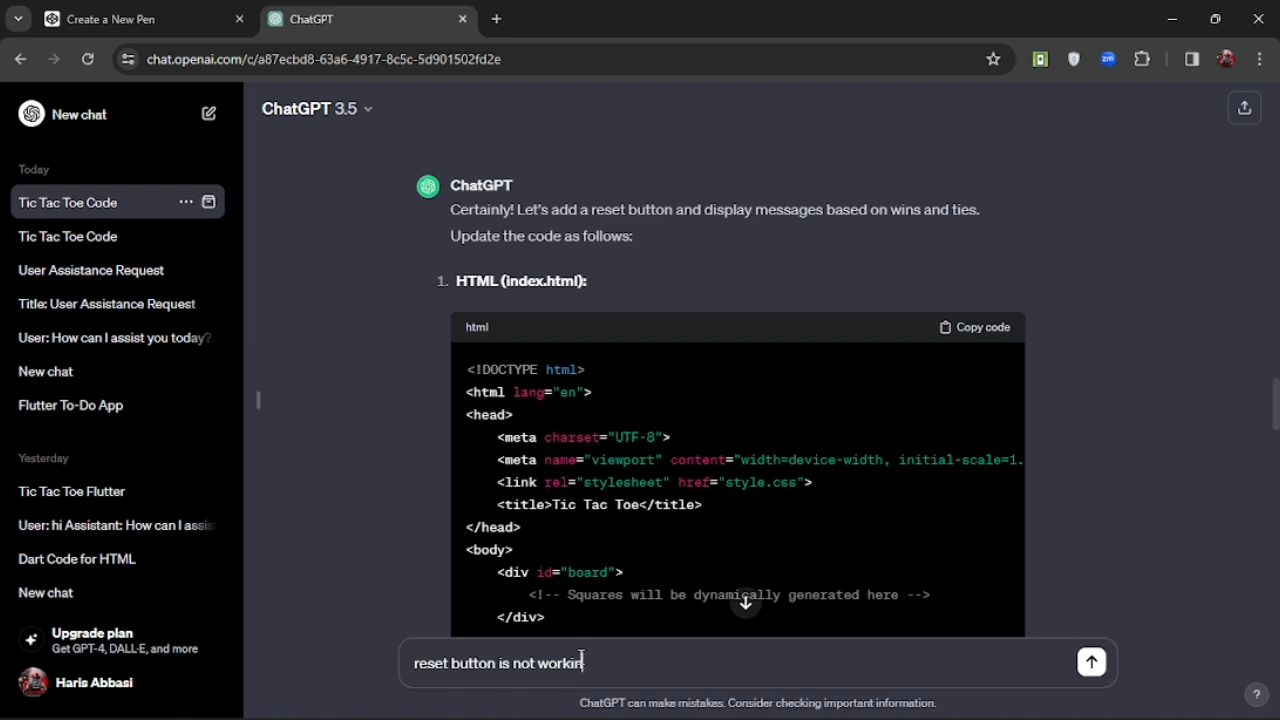 Create a New Pen
ChatGPT
chat.openai.com/c/a87ecbd8-63a6-4917-8c5c-5d901502fd2e
zm
New chat
Today
Tic Tac Toe Code
Tic Tac Toe Code
User Assistance Request
Title: User Assistance Request
User: How can I assist you today?
New chat
Flutter To-Do App
Yesterday
Tic Tac Toe Flutter
User: hi Assistant: How can I assis
Dart Code for HTML
New chat
Upgrade plan
Get GPT-4, DALL·E, and more
Haris Abbasi
ChatGPT 3.5
ChatGPT
Certainly! Let's add a reset button and display messages based on wins and ties.
Update the code as follows:
1. HTML (index.html):
html
Copy code
<!DOCTYPE html>
<html lang="en">
<head>
<meta charset="UTF-8">
<meta name="viewport" content="width=device-width, initial-scale=1.
<link rel="stylesheet" href="style.css">
<title>Tic Tac Toe</title>
</head>
<body>
<div id="board">
<!-- Squares will be dynamically generated here -->
</div>
reset button is not workin
ChatGPT can make mistakes. Consider checking important information.
?